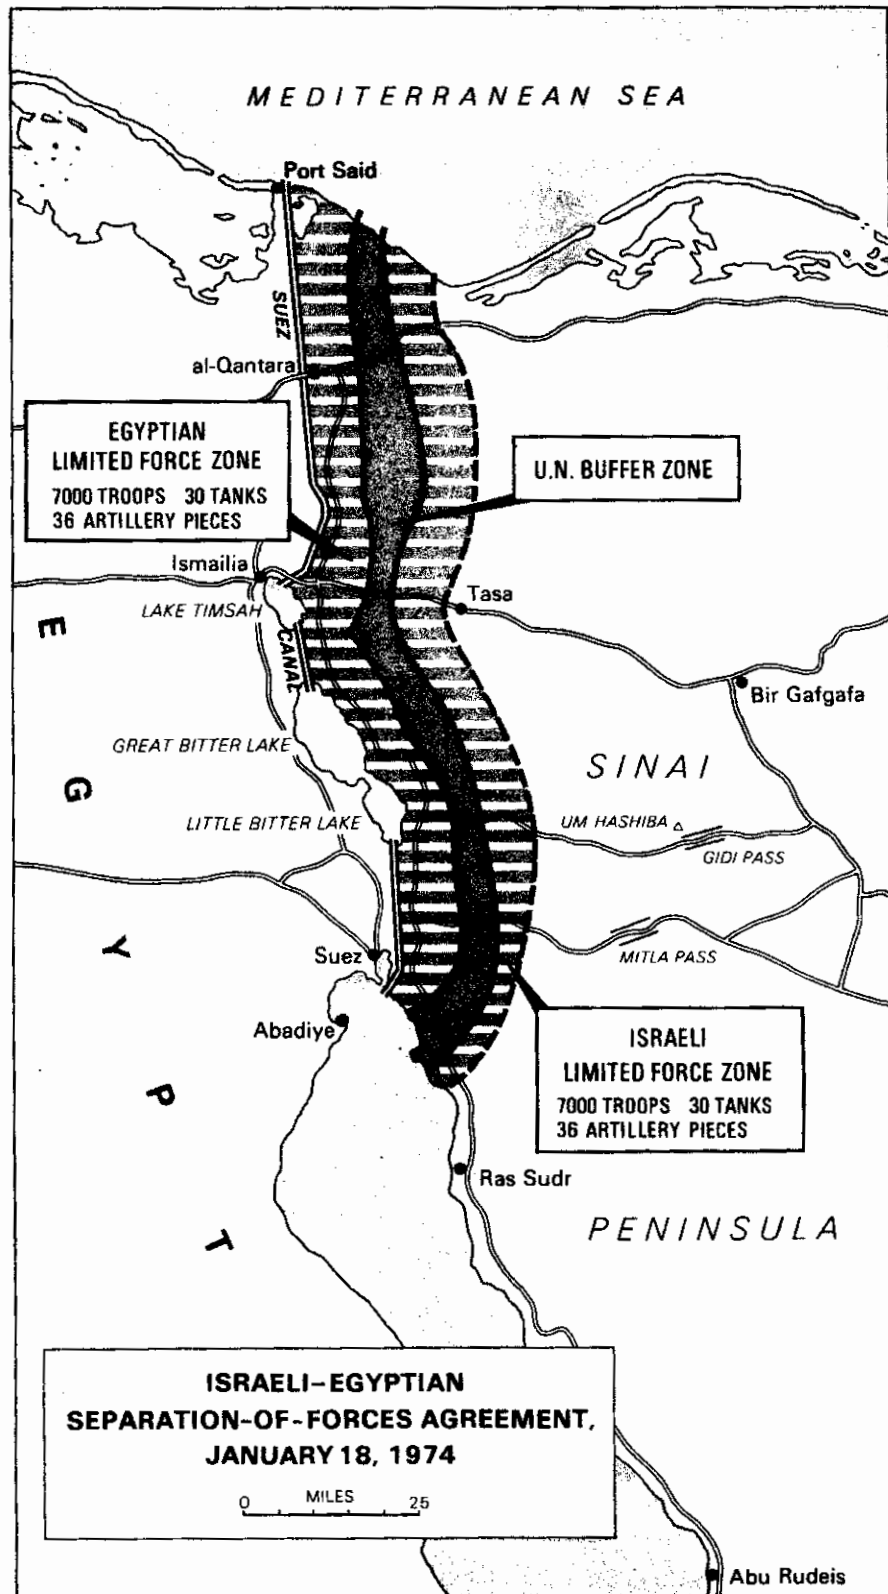 MEDITERRANEAN SEA
Port Said
SUEZ
al-Qantara
EGYPTIAN
LIMITED FORCE ZONE
7000 TROOPS 30 TANKS
36 ARTILLERY PIECES
U.N. BUFFER ZONE
Ismailia
Tasa
LAKE TIMSAH
CANAL
Bir Gafgafa
GREAT BITTER LAKE
SINAI
LITTLE BITTER LAKE
UM HASHIBA
GIDI PASS
Suez
MITLA PASS
Abadiye
ISRAELI
LIMITED FORCE ZONE
7000 TROOPS 30 TANKS
36 ARTILLERY PIECES
Ras Sudr
PENINSULA
EGYPT
ISRAELI-EGYPTIAN
SEPARATION-OF-FORCES AGREEMENT,
JANUARY 18, 1974
0 MILES 25
Abu Rudeis